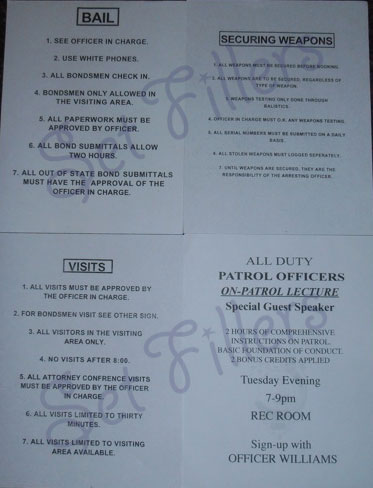 BAIL
1. SEE OFFICER IN CHARGE.
2. USE WHITE PHONES.
3. ALL BONDSMEN CHECK IN.
4. BONDSMEN ONLY ALLOWED IN
THE VISITING AREA.
5. ALL PAPERWORK MUST BE
APPROVED BY OFFICER.
6. ALL BOND SUBMITTALS ALLOW
TWO HOURS.
7. ALL OUT OF STATE BOND SUBMITTALS
MUST HAVE THE APPROVAL OF THE
OFFICER IN CHARGE.
SECURING WEAPONS
1. ALL WEAPONS MUST BE SECURED BEFORE BOOKING.
2. ALL WEAPONS ARE TO BE SECURED, REGARDLESS OF
TYPE OF WEAPON.
3. WEAPONS TESTING ONLY DONE THROUGH
BALISTICS.
4. OFFICER IN CHARGE MUST O.K. ANY WEAPONS TESTING.
5. ALL SERIAL NUMBERS MUST BE SUBMITTED ON A DAILY
BASIS.
6. ALL STOLEN WEAPONS MUST LOGGER SEPERATELY.
7. UNTIL WEAPONS ARE SECURED, THEY ARE THE
RESPONSIBILITY OF THE ARRESTING OFFICER.
Set Fillers
VISITS
1. ALL VISITS MUST BE APPROVED BY
THE OFFICER IN CHARGE.
2. FOR BONDSMEN VISIT SEE OTHER SIGN.
3. ALL VISITORS IN THE VISITING
AREA ONLY.
4. NO VISITS AFTER 8:00.
5. ALL ATTORNEY CONFRENCE VISITS
MUST BE APPROVED BY THE OFFICER
IN CHARGE.
6. ALL VISITS LIMITED TO THIRTY
MINUTES.
7. ALL VISITS LIMITED TO VISITING
AREA AVAILABLE.
ALL DUTY
PATROL OFFICERS
ON-PATROL LECTURE
Special Guest Speaker
2 HOURS OF COMPREHENSIVE
INSTRUCTIONS ON PATROL.
BASIC FOUNDATION OF CONDUCT.
2 BONUS CREDITS APPLIED
Tuesday Evening
7-9pm
REC ROOM
Sign-up with
OFFICER WILLIAMS
Set Fillers